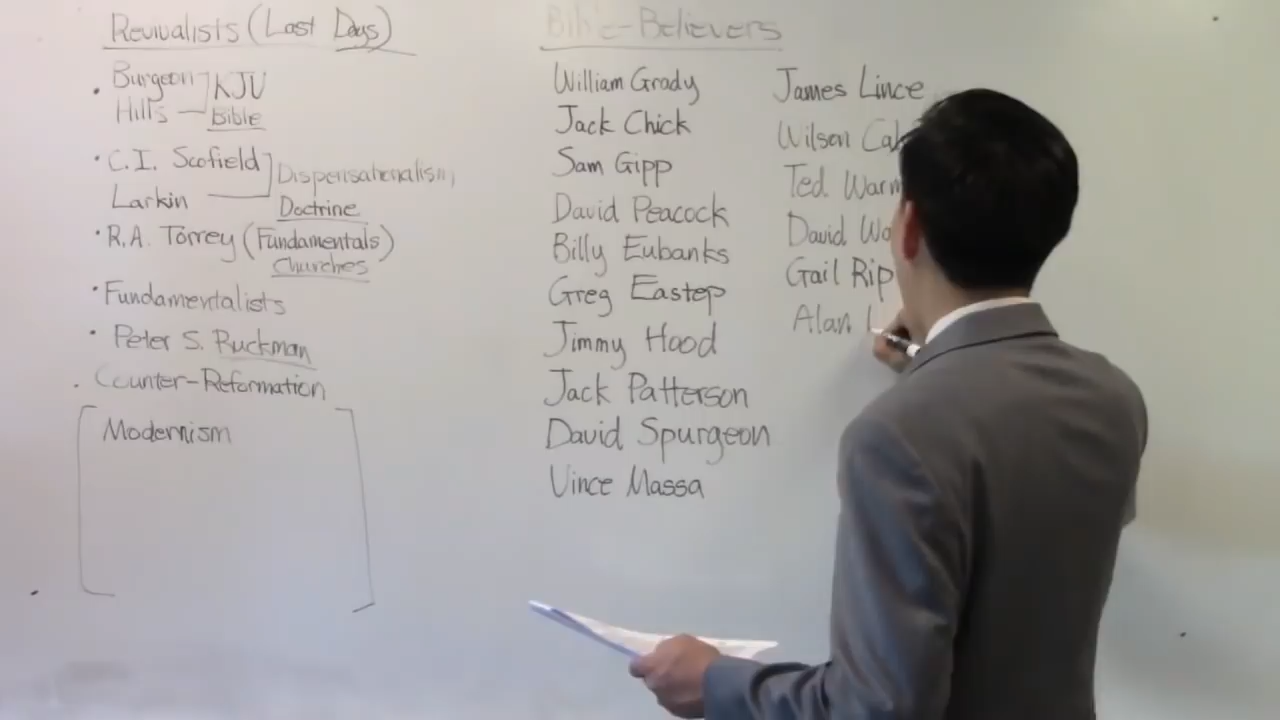 Revivalists (Last Days)
Burgeon
Hills
KJV
Bible
C.I. Scofield
Larkin
Dispensationalism,
Doctrine
R.A. Torrey (Fundamentals)
Churches
Fundamentalists
Peter S. Ruckman
Counter-Reformation
Modernism
Bible-Believers
William Grady
Jack Chick
Sam Gipp
David Peacock
Billy Eubanks
Greg Eastep
Jimmy Hood
Jack Patterson
David Spurgeon
Vince Massa
James Lince
Wilson
Ted
David
Gail
Alan